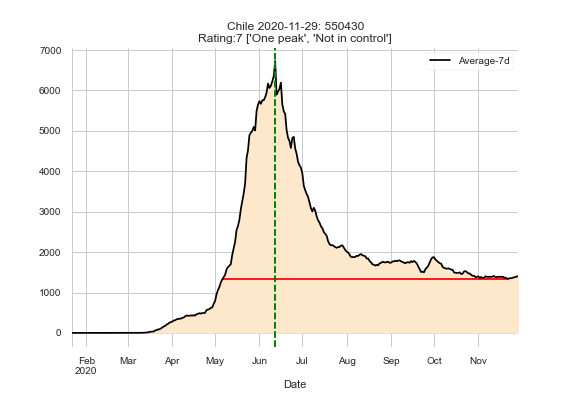 Chile 2020-11-29: 550430
Rating:7 ['One peak', 'Not in control']
Average-7d
7000
6000
5000
4000
3000
2000
1000
0
Feb Mar Apr May Jun Jul Aug Sep Oct Nov
2020
Date